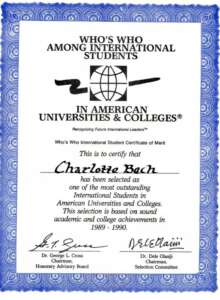 WHO'S WHO
AMONG INTERNATIONAL
STUDENTS
IN AMERICAN
UNIVERSITIES & COLLEGES®
Recognizing Future International Leaders™
Who's Who International Student Certificate of Merit
This is to certify that
Charlotte Bech
has been selected as
one of the most outstanding
International Students in
American Universities and Colleges.
This selection is based on sound
academic and college achievements in
1989 - 1990.
Dr. George L. Cross
Chairman,
Honorary Advisory Board
Dr. Dele
Chairman,
Selection Committee